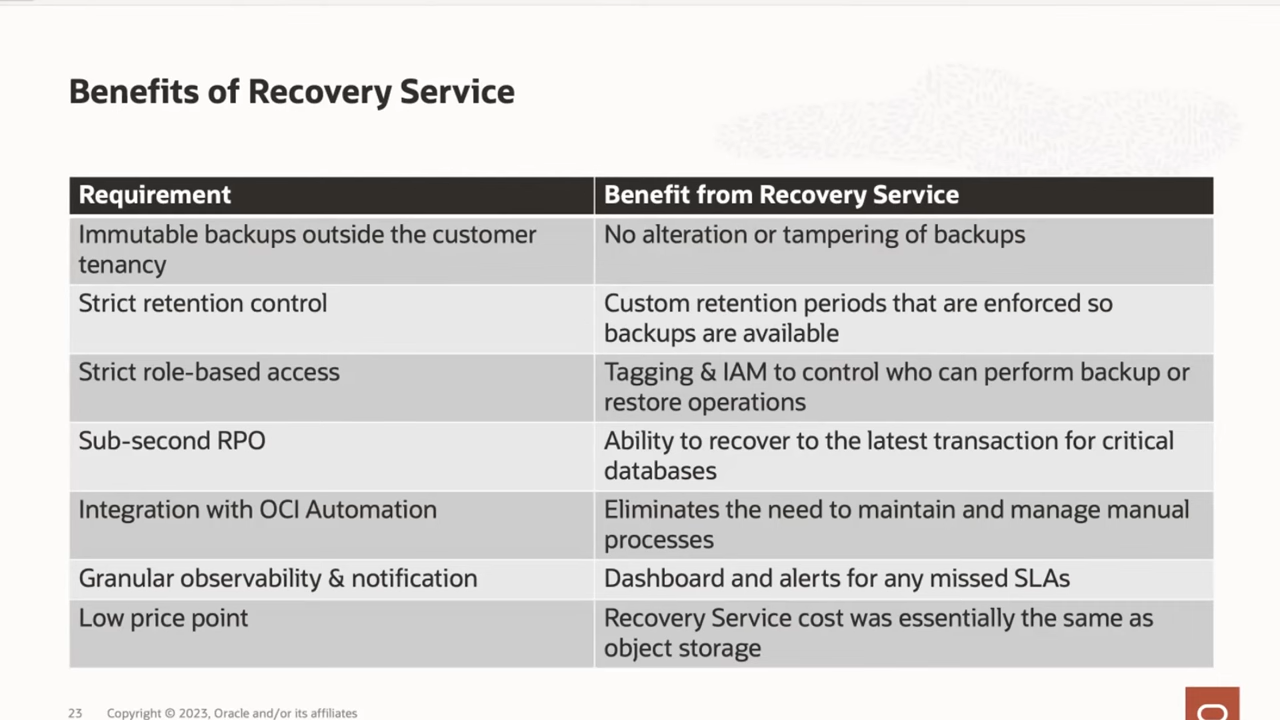 Benefits of Recovery Service
Requirement
Benefit from Recovery Service
Immutable backups outside the customer
tenancy
No alteration or tampering of backups
Strict retention control
Custom retention periods that are enforced so
backups are available
Strict role-based access
Tagging & IAM to control who can perform backup or
restore operations
Sub-second RPO
Ability to recover to the latest transaction for critical
databases
Integration with OCI Automation
Eliminates the need to maintain and manage manual
processes
Granular observability & notification
Dashboard and alerts for any missed SLAs
Low price point
Recovery Service cost was essentially the same as
object storage
23
Copyright © 2023, Oracle and/or its affiliates